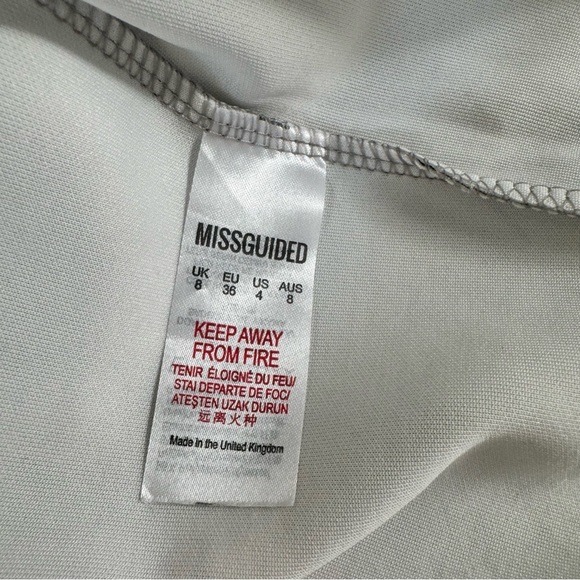 MISSGUIDED
UK EU US AUS
8 36 4 8
KEEP AWAY
FROM FIRE
TENIR ÉLOIGNÉ DU FEU/
STAI DEPARTE DE FOC/
ATEŞTEN UZAK DURUN
远离火种
Made in the United Kingdom